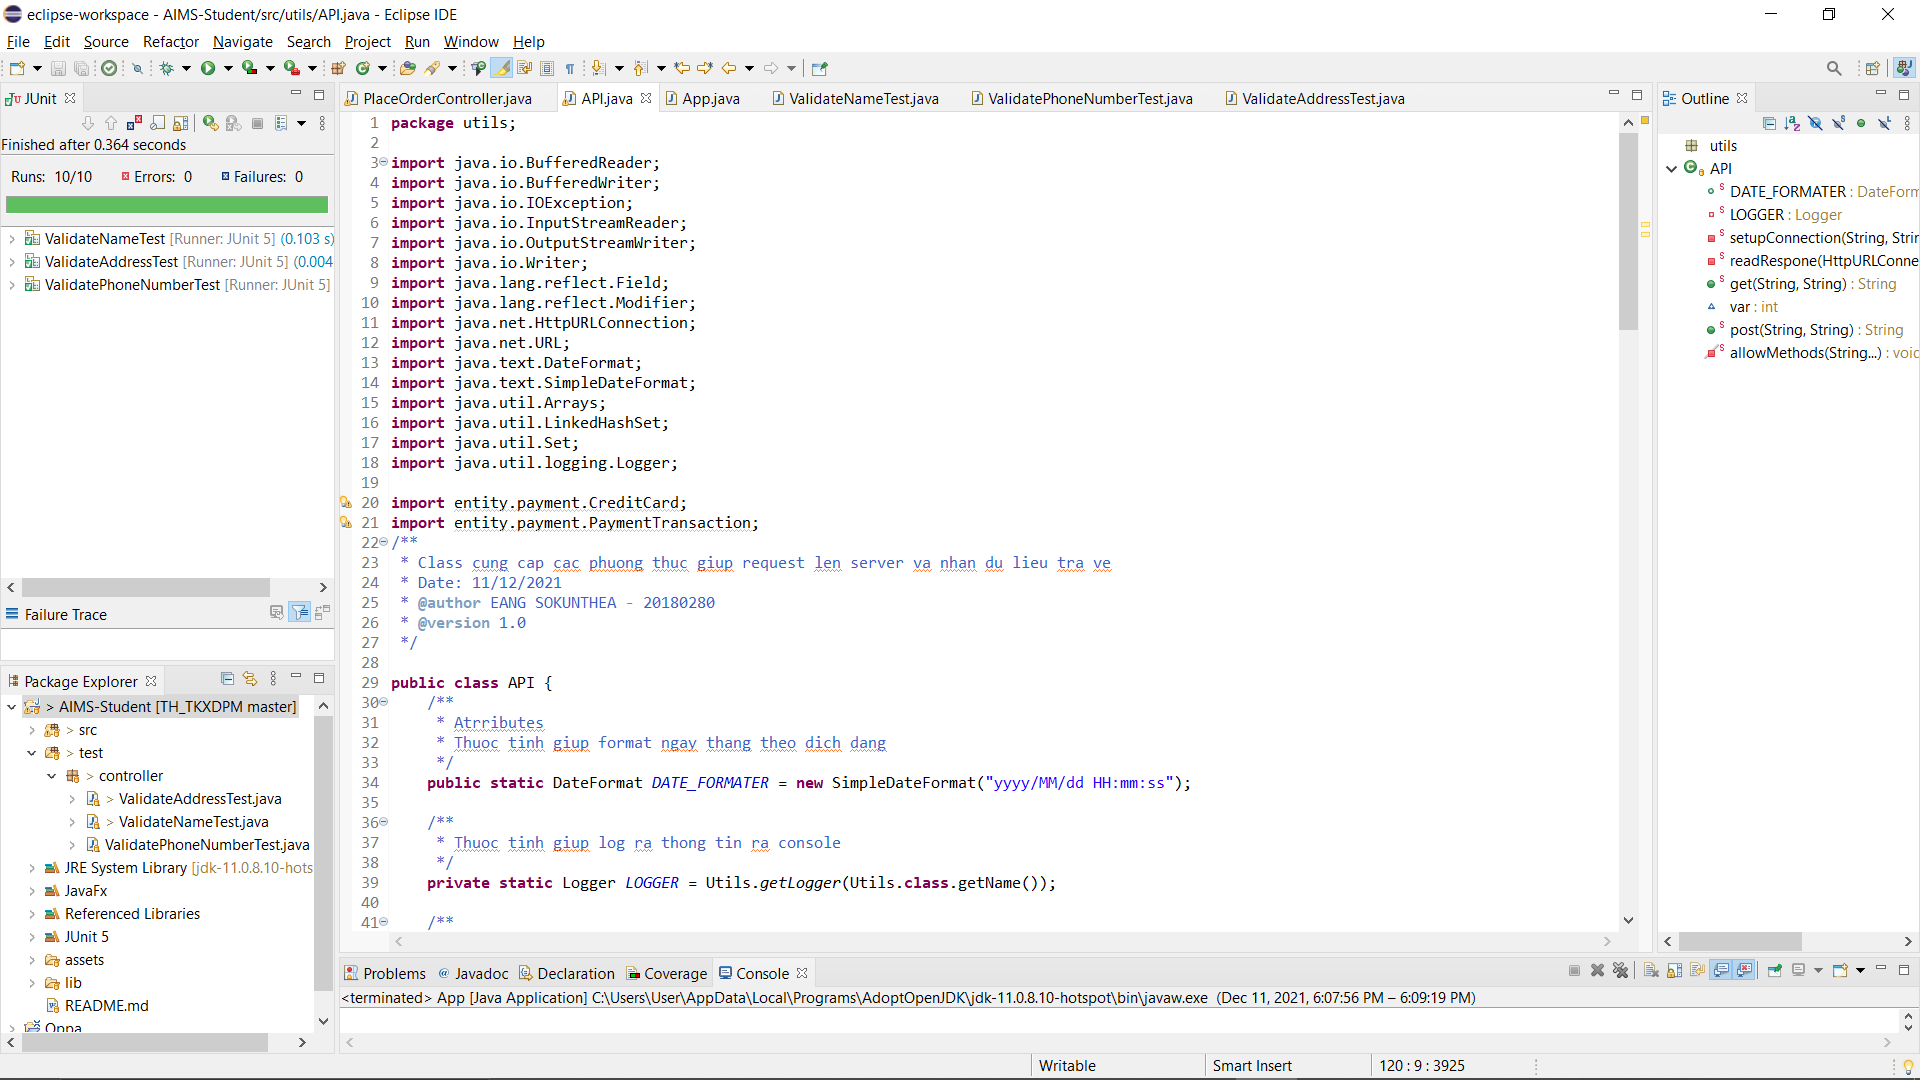 eclipse-workspace - AIMS-Student/src/utils/API.java - Eclipse IDE
File Edit Source Refactor Navigate Search Project Run Window Help
JUnit
Finished after 0.364 seconds
Runs: 10/10 Errors: 0 Failures: 0
ValidateNameTest [Runner: JUnit 5] (0.103 s)
ValidateAddressTest [Runner: JUnit 5] (0.004
ValidatePhoneNumberTest [Runner: JUnit 5]
Failure Trace
Package Explorer
> AIMS-Student [TH_TKXDPM master]
> src
> test
> controller
> ValidateAddressTest.java
> ValidateNameTest.java
ValidatePhoneNumberTest.java
JRE System Library [jdk-11.0.8.10-hots
JavaFx
Referenced Libraries
JUnit 5
assets
lib
README.md
Oppa
PlaceOrderController.java API.java App.java ValidateNameTest.java ValidatePhoneNumberTest.java ValidateAddressTest.java
1 package utils;
2
3 import java.io.BufferedReader;
4 import java.io.BufferedWriter;
5 import java.io.IOException;
6 import java.io.InputStreamReader;
7 import java.io.OutputStreamWriter;
8 import java.io.Writer;
9 import java.lang.reflect.Field;
10 import java.lang.reflect.Modifier;
11 import java.net.HttpURLConnection;
12 import java.net.URL;
13 import java.text.DateFormat;
14 import java.text.SimpleDateFormat;
15 import java.util.Arrays;
16 import java.util.LinkedHashSet;
17 import java.util.Set;
18 import java.util.logging.Logger;
19
20 import entity.payment.CreditCard;
21 import entity.payment.PaymentTransaction;
22 /**
23 * Class cung cap cac phuong thuc giup request len server va nhan du lieu tra ve
24 * Date: 11/12/2021
25 * @author EANG SOKUNTHEA - 20180280
26 * @version 1.0
27 */
28
29 public class API {
30 /**
31 * Atrributes
32 * Thuoc tinh giup format ngay thang theo dich dang
33 */
34 public static DateFormat DATE_FORMATER = new SimpleDateFormat("yyyy/MM/dd HH:mm:ss");
35
36 /**
37 * Thuoc tinh giup log ra thong tin ra console
38 */
39 private static Logger LOGGER = Utils.getLogger(Utils.class.getName());
40
41 /**
Outline
utils
API
DATE_FORMATER : DateForm
LOGGER : Logger
setupConnection(String, Strin
readRespone(HttpURLConne
get(String, String) : String
var : int
post(String, String) : String
allowMethods(String...) : void
Problems Javadoc Declaration Coverage Console
<terminated> App [Java Application] C:\Users\User\AppData\Local\Programs\AdoptOpenJDK\jdk-11.0.8.10-hotspot\bin\javaw.exe (Dec 11, 2021, 6:07:56 PM – 6:09:19 PM)
Writable Smart Insert 120 : 9 : 3925